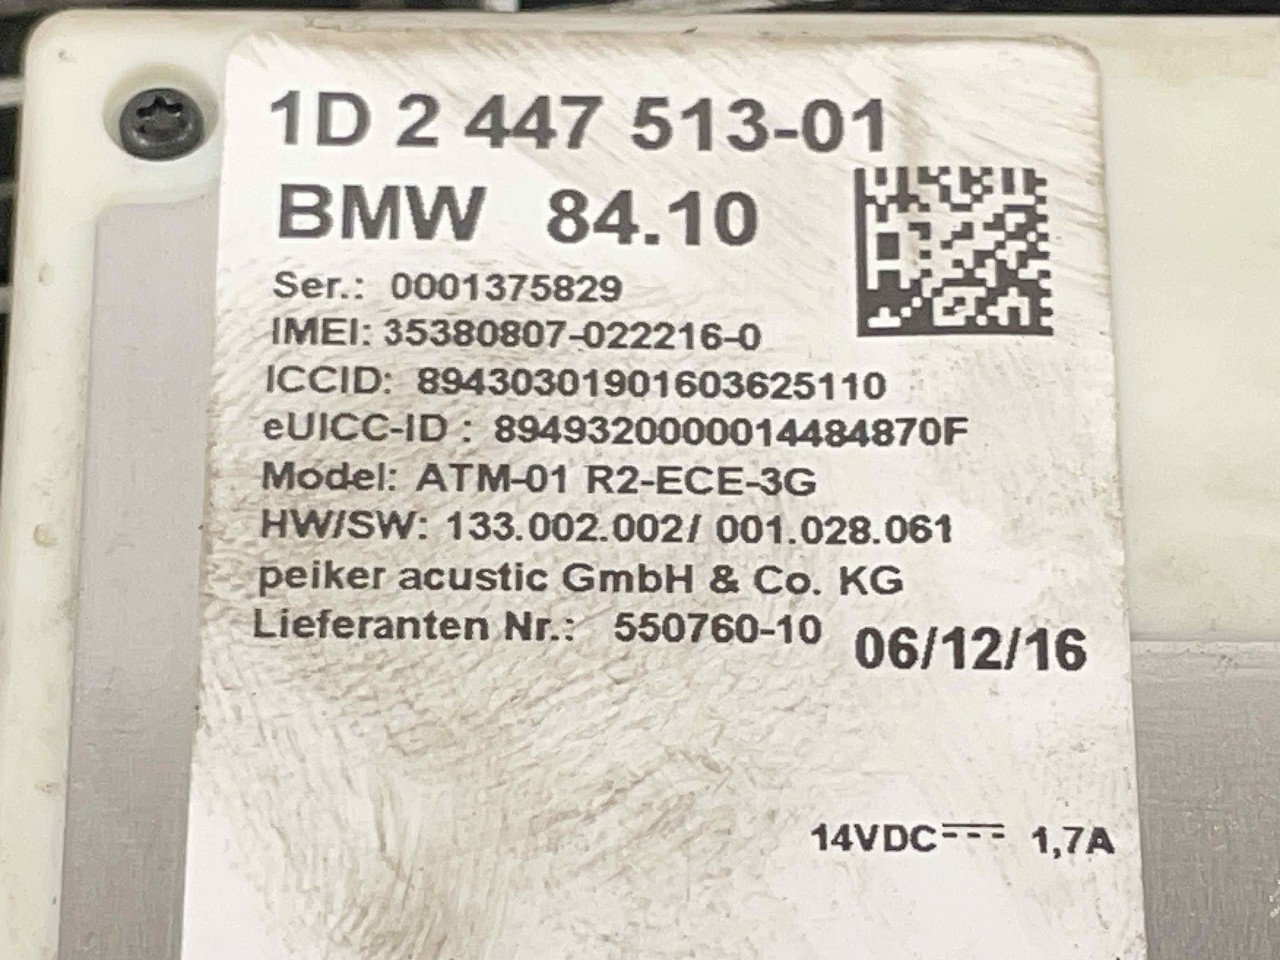 1D 2 447 513-01
BMW 84.10
Ser.: 0001375829
IMEI: 35380807-022216-0
ICCID: 89430301901603625110
eUICC-ID : 8949320000014484870F
Model: ATM-01 R2-ECE-3G
HW/SW: 133.002.002/ 001.028.061
peiker acustic GmbH & Co. KG
Lieferanten Nr.: 550760-10 06/12/16
14VDC⎓ 1,7A